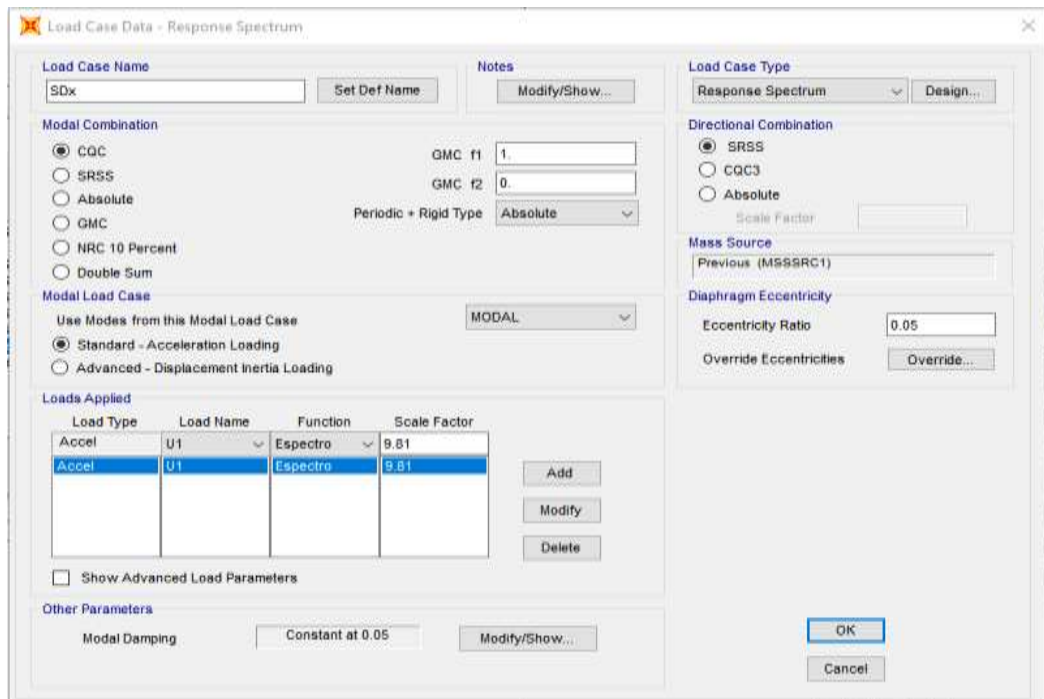 Load Case Data - Response Spectrum
Load Case Name
SDx
Set Def Name
Notes
Modify/Show...
Load Case Type
Response Spectrum
Design...
Modal Combination
CQC
SRSS
Absolute
GMC
NRC 10 Percent
Double Sum
GMC f1
1.
GMC f2
0.
Periodic + Rigid Type
Absolute
Directional Combination
SRSS
CQC3
Absolute
Scale Factor
Mass Source
Previous (MSSSRC1)
Modal Load Case
Use Modes from this Modal Load Case
MODAL
Standard - Acceleration Loading
Advanced - Displacement Inertia Loading
Diaphragm Eccentricity
Eccentricity Ratio
0.05
Override Eccentricities
Override...
Loads Applied
Load Type Load Name Function Scale Factor
Accel U1 Espectro 9.81
Accel U1 Espectro 9.81
Add
Modify
Delete
Show Advanced Load Parameters
Other Parameters
Modal Damping
Constant at 0.05
Modify/Show...
OK
Cancel